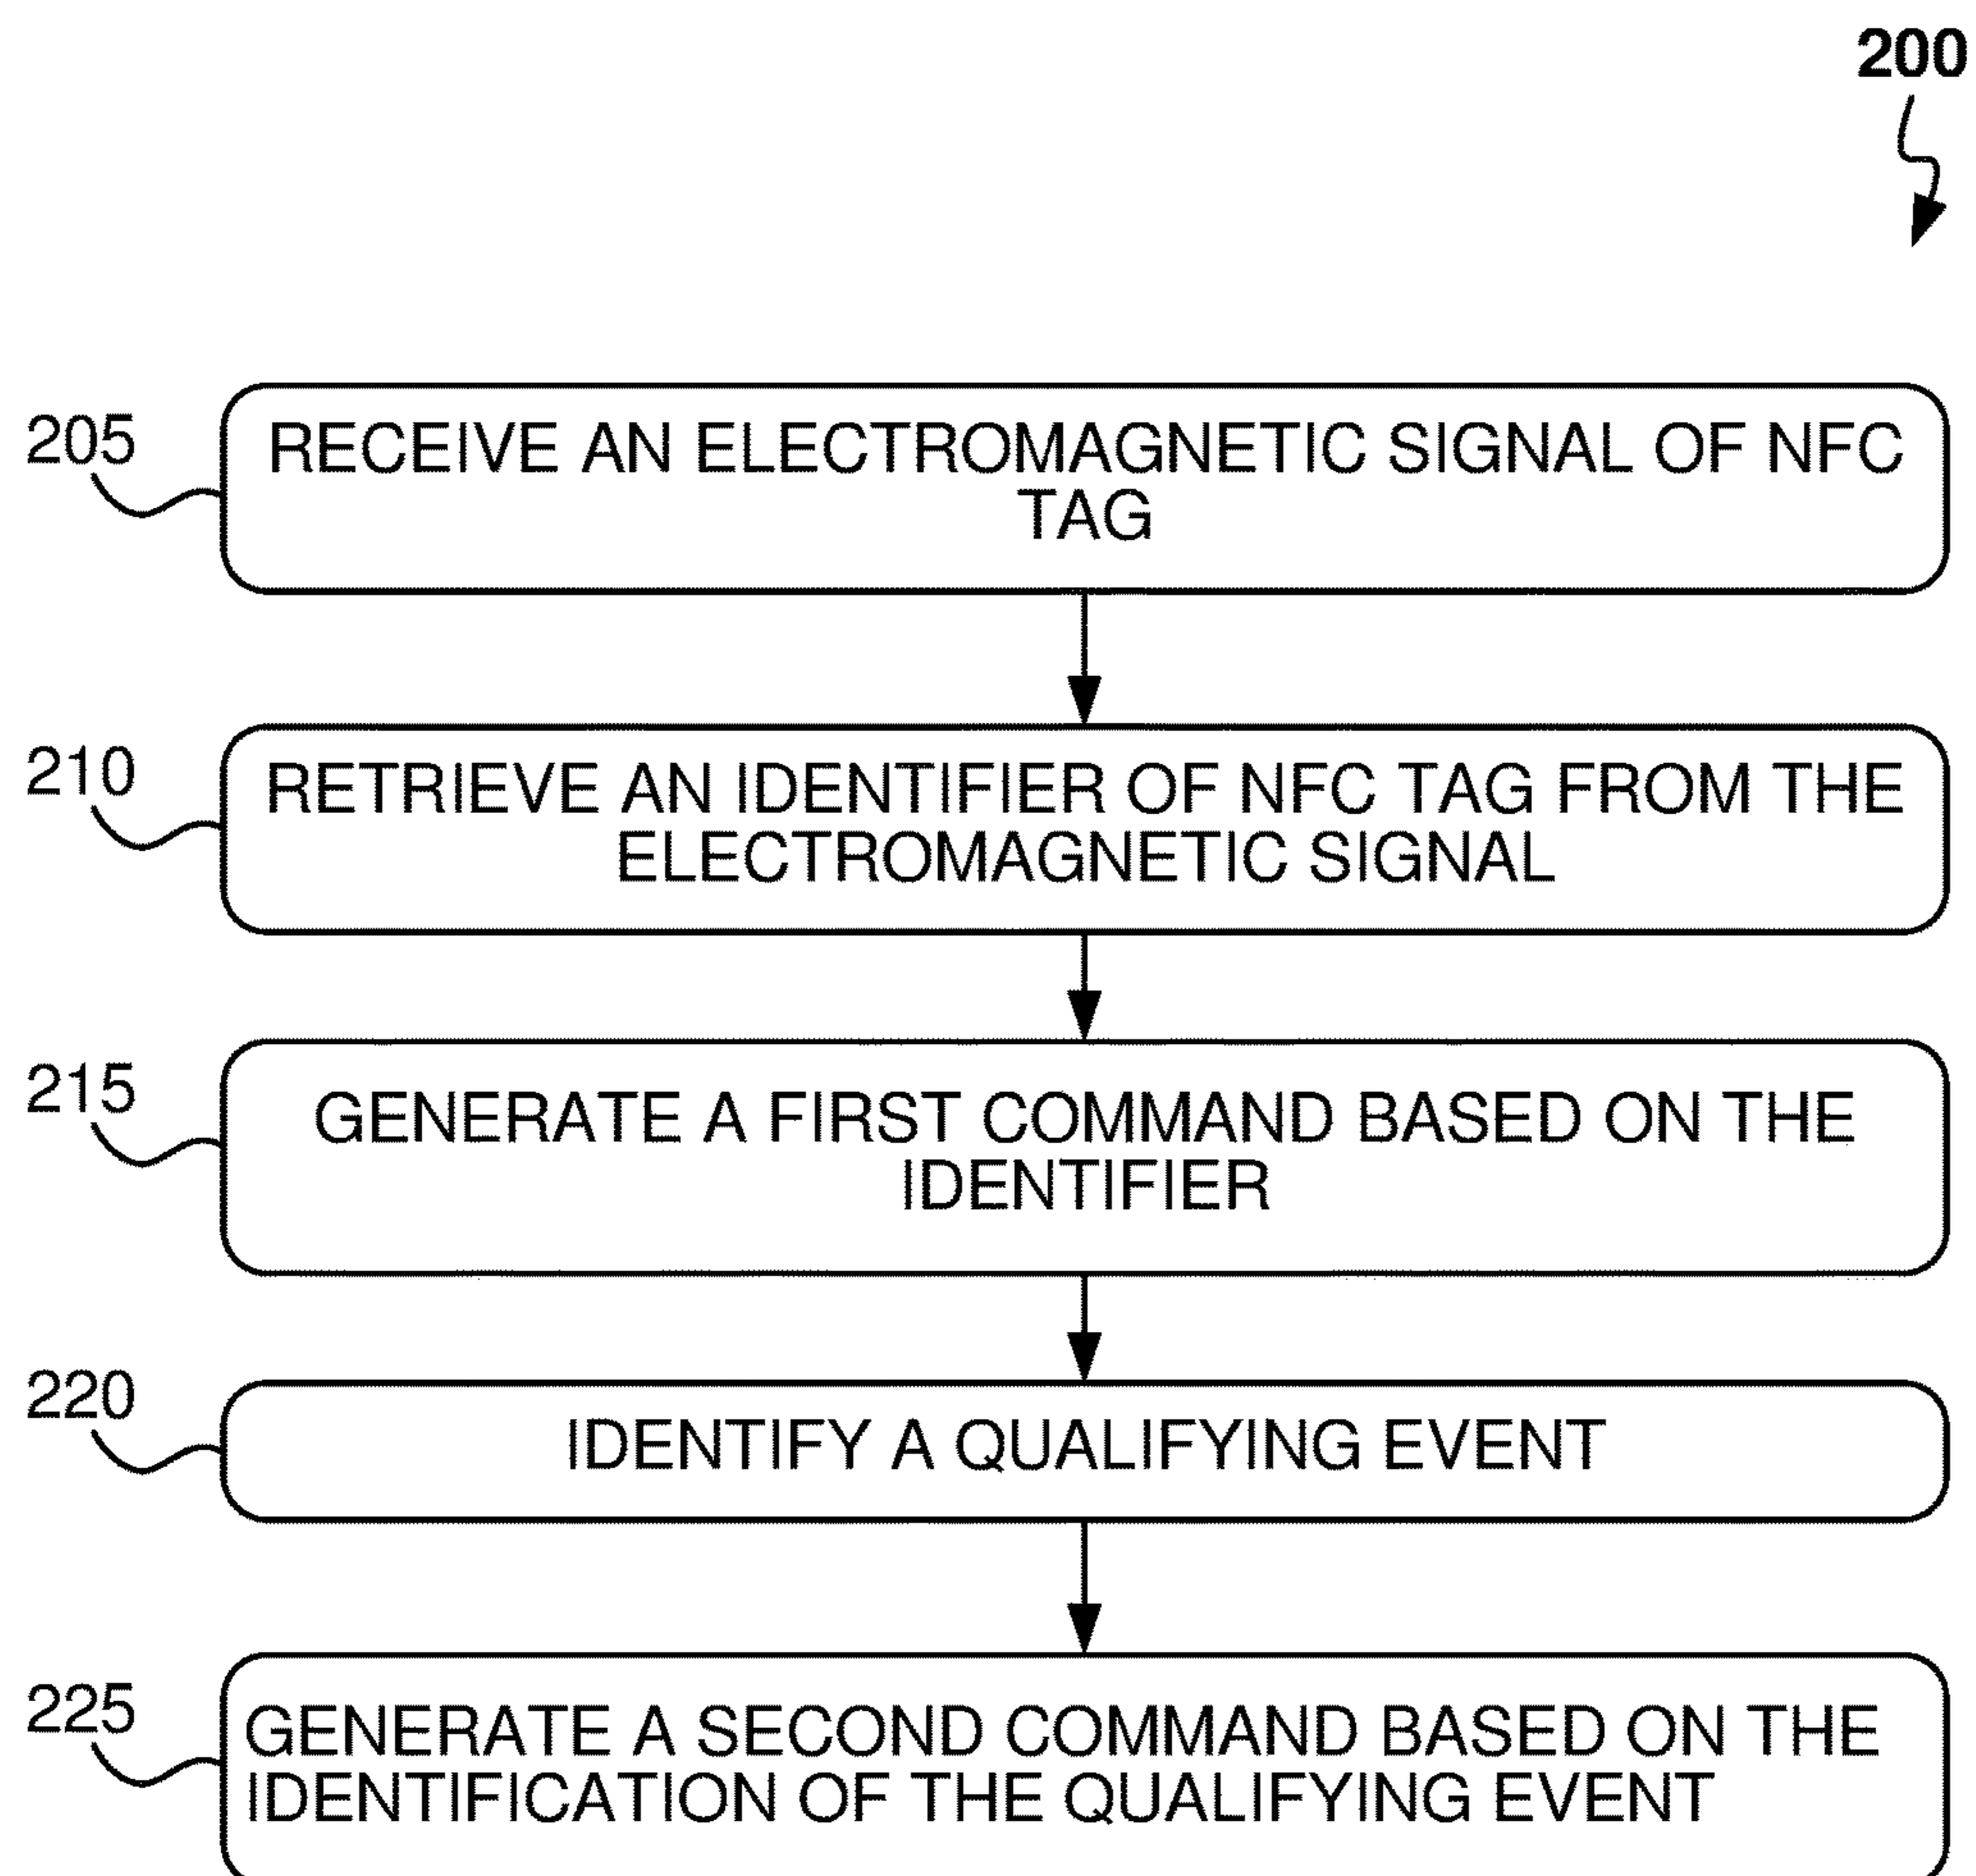 200
205
RECEIVE AN ELECTROMAGNETIC SIGNAL OF NFC
TAG
210
RETRIEVE AN IDENTIFIER OF NFC TAG FROM THE
ELECTROMAGNETIC SIGNAL
215
GENERATE A FIRST COMMAND BASED ON THE
IDENTIFIER
220
IDENTIFY A QUALIFYING EVENT
225
GENERATE A SECOND COMMAND BASED ON THE
IDENTIFICATION OF THE QUALIFYING EVENT